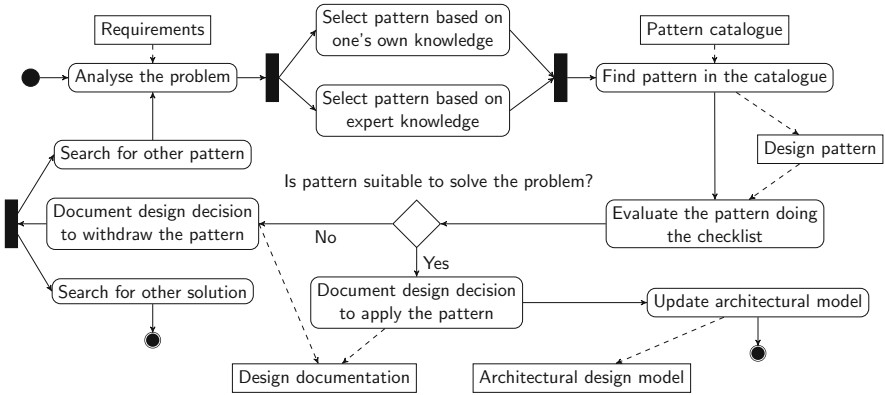 Requirements
Select pattern based on
one's own knowledge
Pattern catalogue
Analyse the problem
Find pattern in the catalogue
Select pattern based on
expert knowledge
Search for other pattern
Design pattern
Is pattern suitable to solve the problem?
Document design decision
to withdraw the pattern
No
Evaluate the pattern doing
the checklist
Yes
Search for other solution
Document design decision
to apply the pattern
Update architectural model
Design documentation
Architectural design model